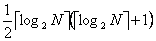 1/2 ⌈log₂ N⌉(⌈log₂ N⌉+1)